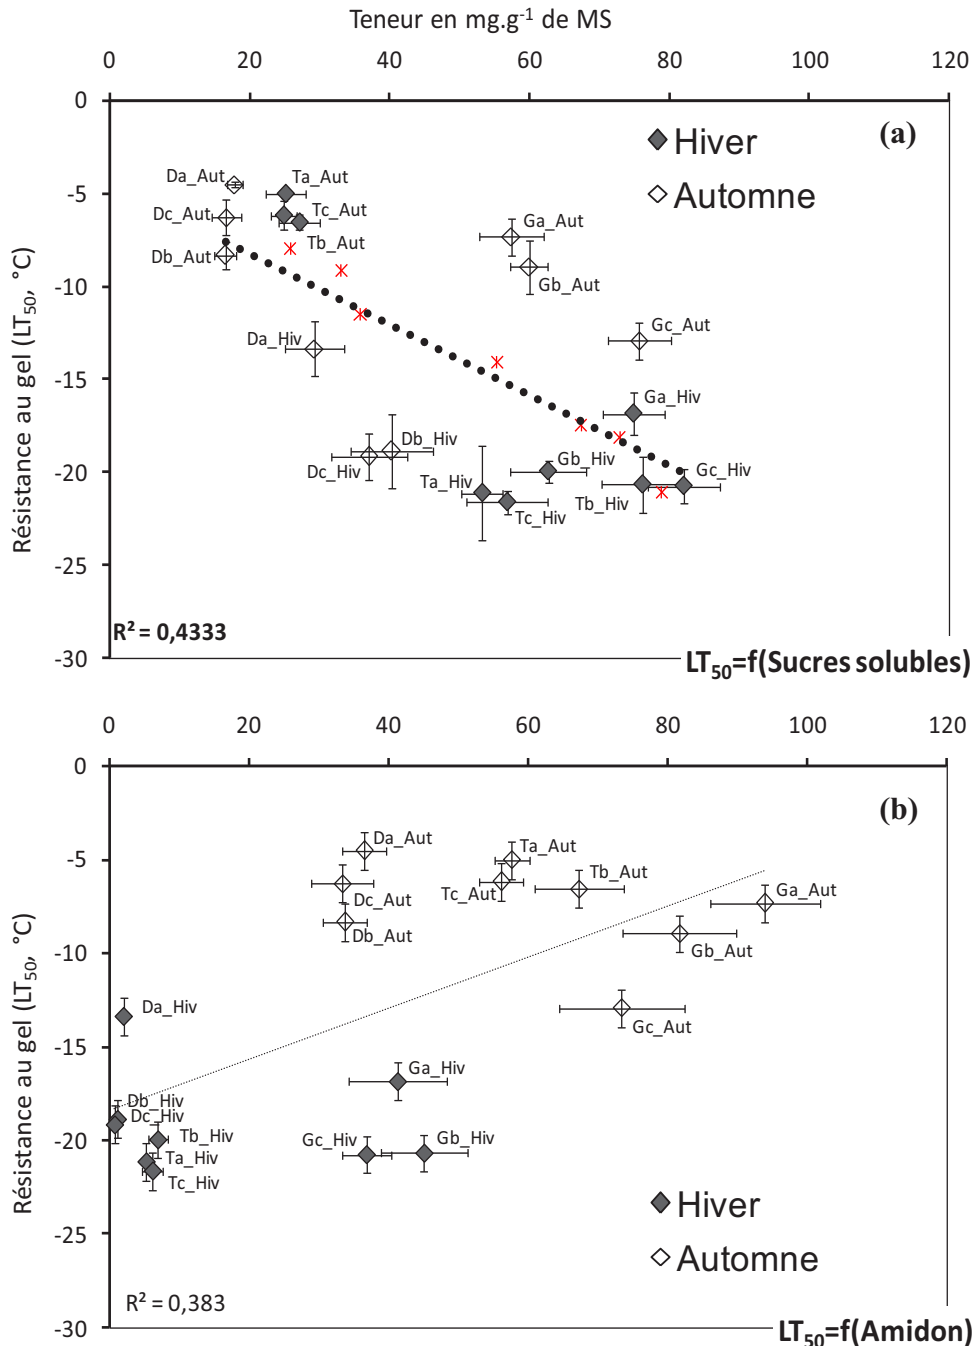 Teneur en mg.g⁻¹ de MS
0 20 40 60 80 100 120
0
-5
-10
-15
-20
-25
-30
Résistance au gel (LT₅₀, °C)
(a)
Hiver
Automne
Da_Aut
Ta_Aut
Dc_Aut
Tc_Aut
Tb_Aut
Db_Aut
Ga_Aut
Gb_Aut
Da_Hiv
Gc_Aut
Ga_Hiv
Db_Hiv
Dc_Hiv
Gb_Hiv
Gc_Hiv
Ta_Hiv
Tb_Hiv
Tc_Hiv
R² = 0,4333
LT₅₀=f(Sucres solubles)
0 20 40 60 80 100 120
0
-5
-10
-15
-20
-25
-30
Résistance au gel (LT₅₀, °C)
(b)
Da_Aut
Ta_Aut
Tb_Aut
Dc_Aut
Tc_Aut
Ga_Aut
Db_Aut
Gb_Aut
Da_Hiv
Gc_Aut
Ga_Hiv
Db_Hiv
Dc_Hiv
Tb_Hiv
Gc_Hiv
Gb_Hiv
Ta_Hiv
Tc_Hiv
Hiver
Automne
R² = 0,383
LT₅₀=f(Amidon)